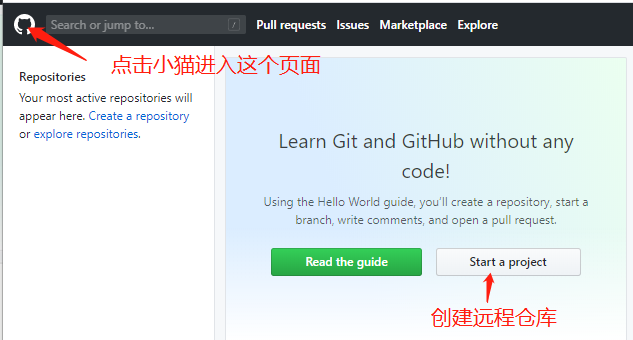 Search or jump to... /
Pull requests Issues Marketplace Explore
点击小猫进入这个页面
Repositories
Your most active repositories will
appear here. Create a repository
or explore repositories.
Learn Git and GitHub without any
code!
Using the Hello World guide, you'll create a repository, start a
branch, write comments, and open a pull request.
Read the guide
Start a project
创建远程仓库